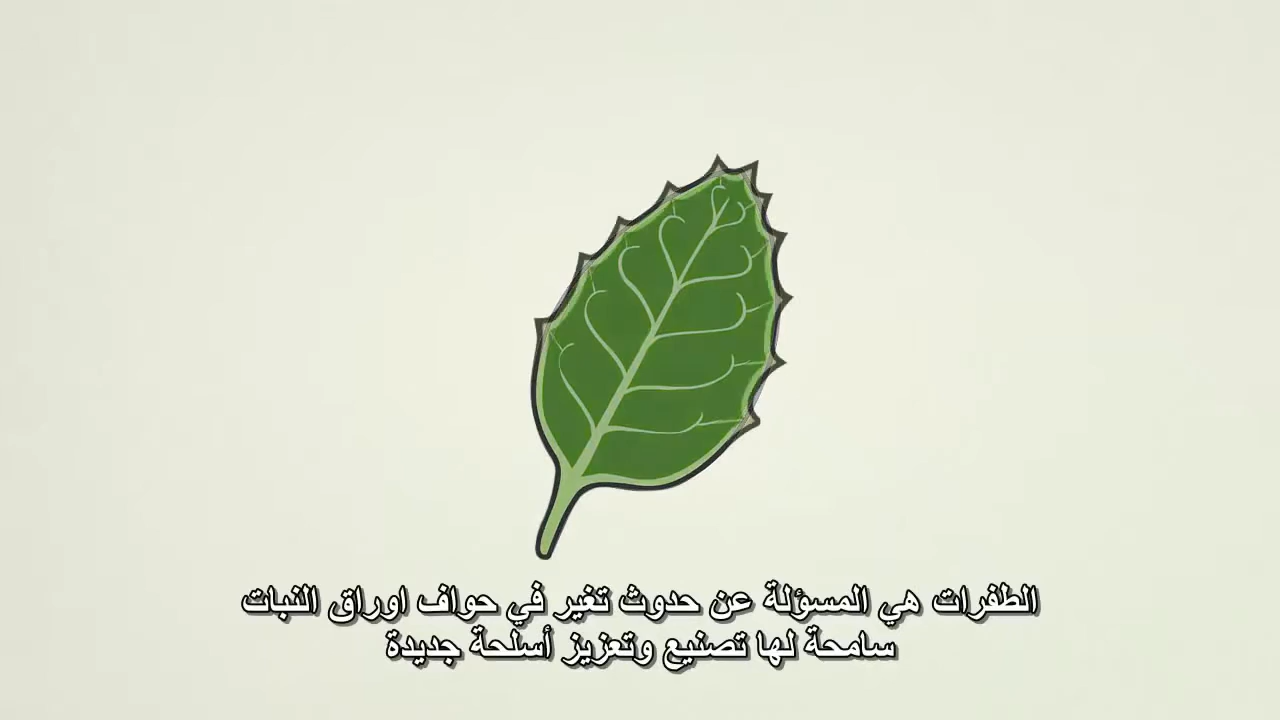 الطفرات هي المسؤلة عن حدوث تغير في حواف اوراق النبات
سامحة لها تصنيع وتعزيز أسلحة جديدة